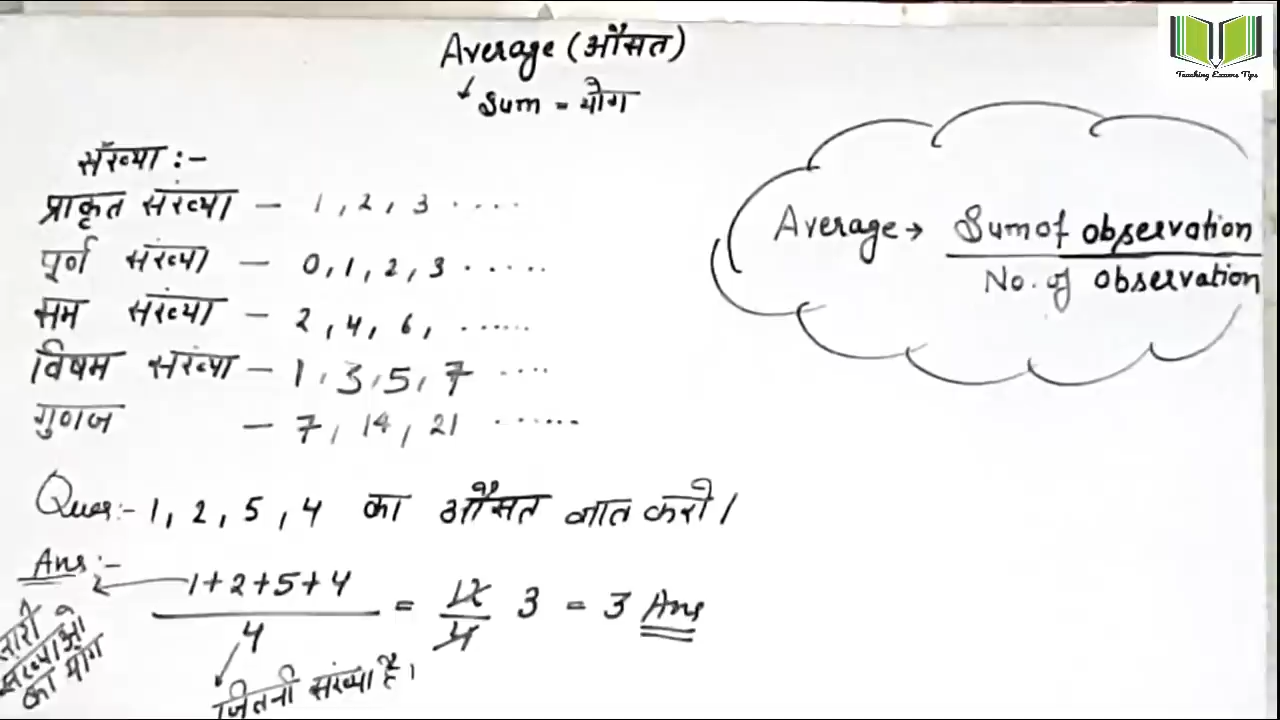 Average (औसत)
Sum = योग
Teaching Exams Tips
संख्या :-
प्राकृत संख्या - 1, 2, 3 ....
पूर्ण संख्या - 0, 1, 2, 3 ......
सम संख्या - 2, 4, 6, ......
विषम संख्या - 1, 3, 5, 7 ....
गुणज - 7, 14, 21 ......
Average → Sum of observation
No. of observation
Ques:- 1, 2, 5, 4 का औसत ज्ञात करो।
Ans :-
1+2+5+4
4
= 12/4 3 = 3 Ans
सारी
संख्याओ
का योग
जितनी संख्या है।